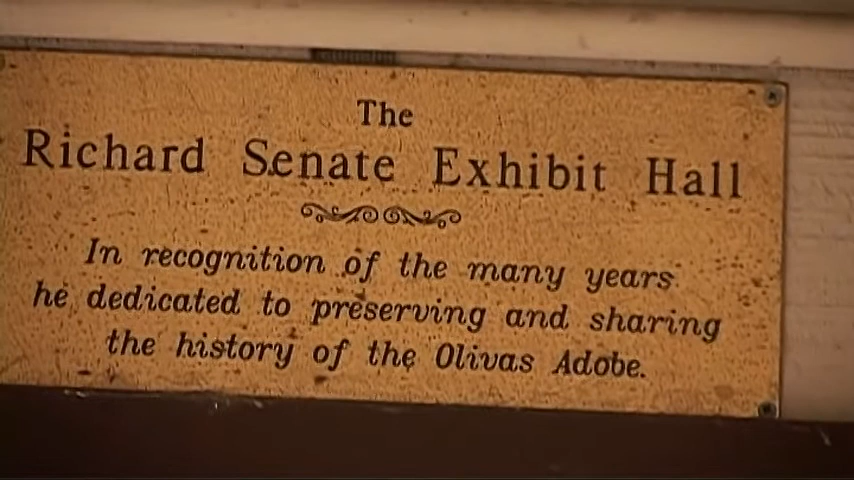 The
Richard Senate Exhibit Hall
In recognition of the many years
he dedicated to preserving and sharing
the history of the Olivas Adobe.